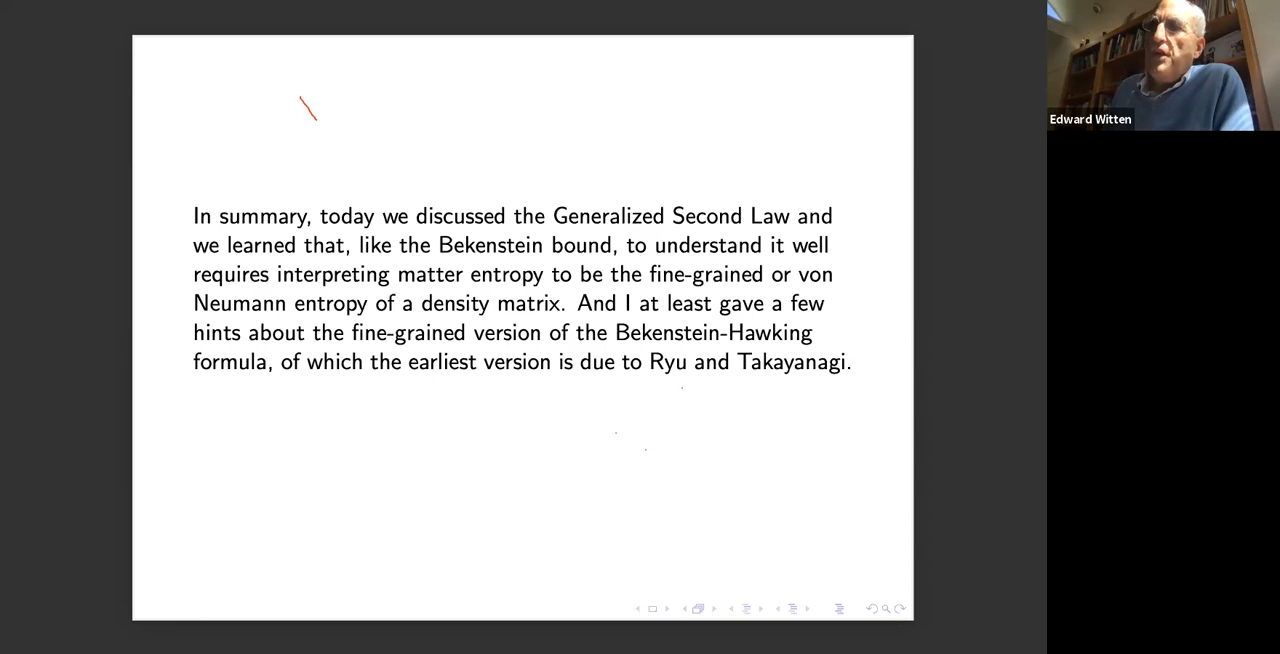 In summary, today we discussed the Generalized Second Law and
we learned that, like the Bekenstein bound, to understand it well
requires interpreting matter entropy to be the fine-grained or von
Neumann entropy of a density matrix. And I at least gave a few
hints about the fine-grained version of the Bekenstein-Hawking
formula, of which the earliest version is due to Ryu and Takayanagi.
Edward Witten